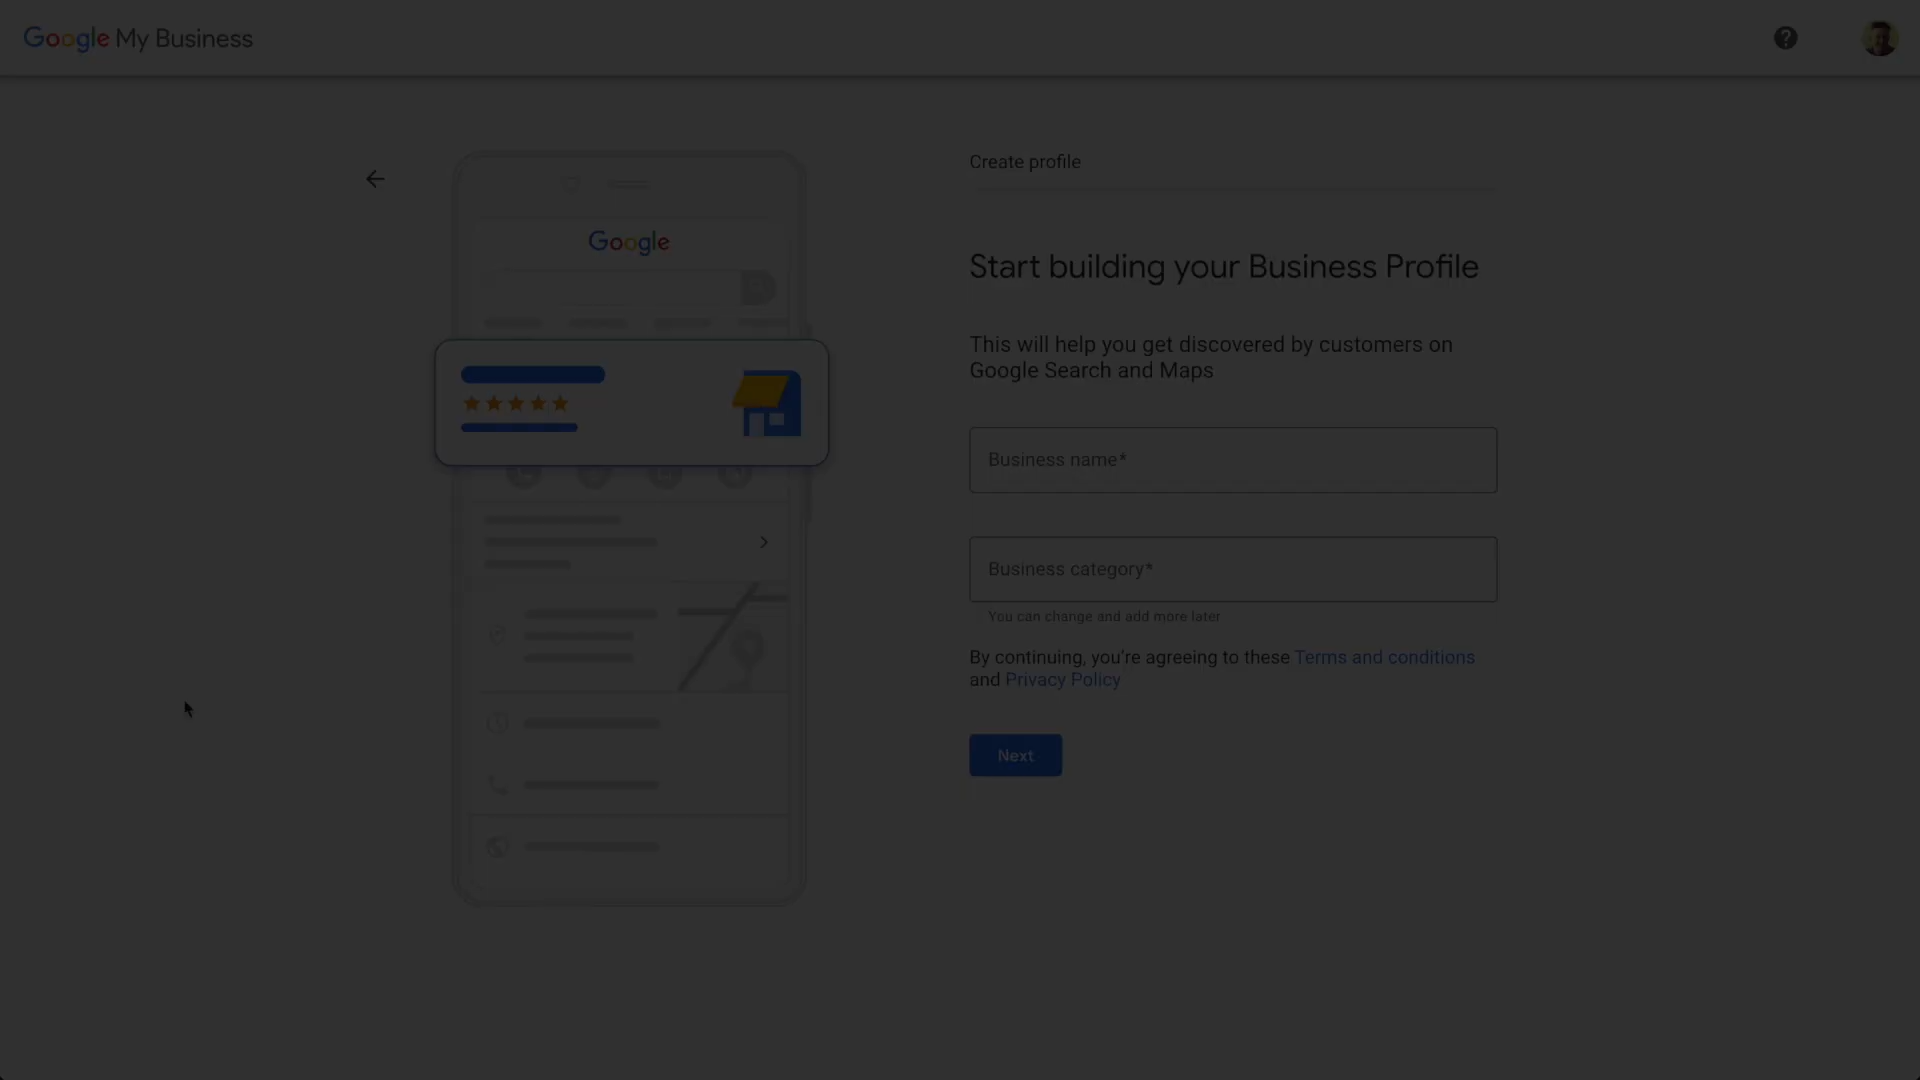 Google My Business
Create profile
Google
Start building your Business Profile
This will help you get discovered by customers on
Google Search and Maps
Business name*
Business category*
You can change and add more later
By continuing, you're agreeing to these Terms and conditions
and Privacy Policy
Next